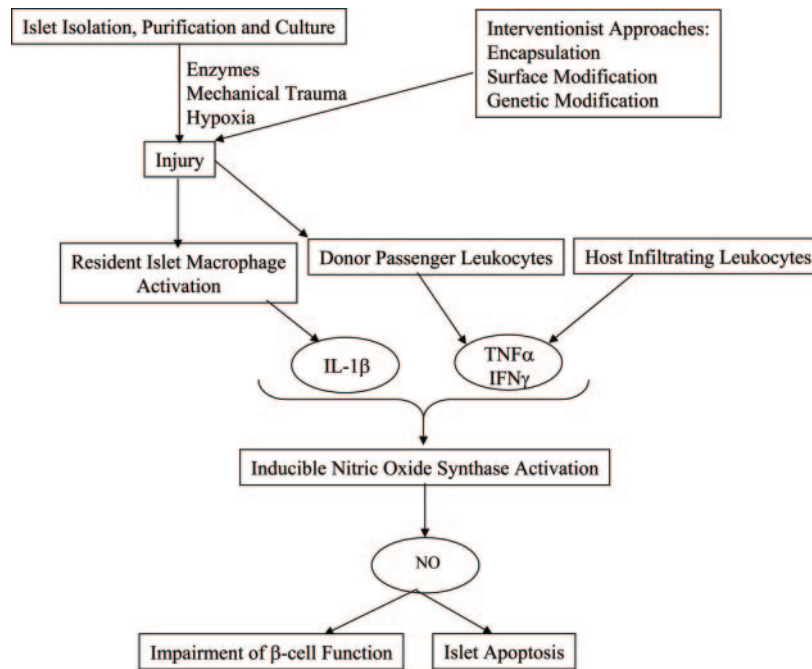 Islet Isolation, Purification and Culture
Interventionist Approaches:
Encapsulation
Surface Modification
Genetic Modification
Enzymes
Mechanical Trauma
Hypoxia
Injury
Resident Islet Macrophage
Activation
Donor Passenger Leukocytes
Host Infiltrating Leukocytes
IL-1β
TNFα
IFNγ
Inducible Nitric Oxide Synthase Activation
NO
Impairment of β-cell Function
Islet Apoptosis